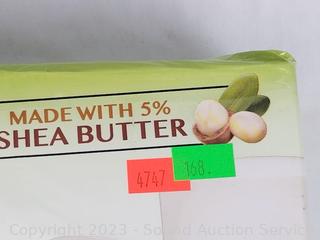 MADE WITH 5%
SHEA BUTTER
4747
168.
Copyright 2023 - Sound Auction Service